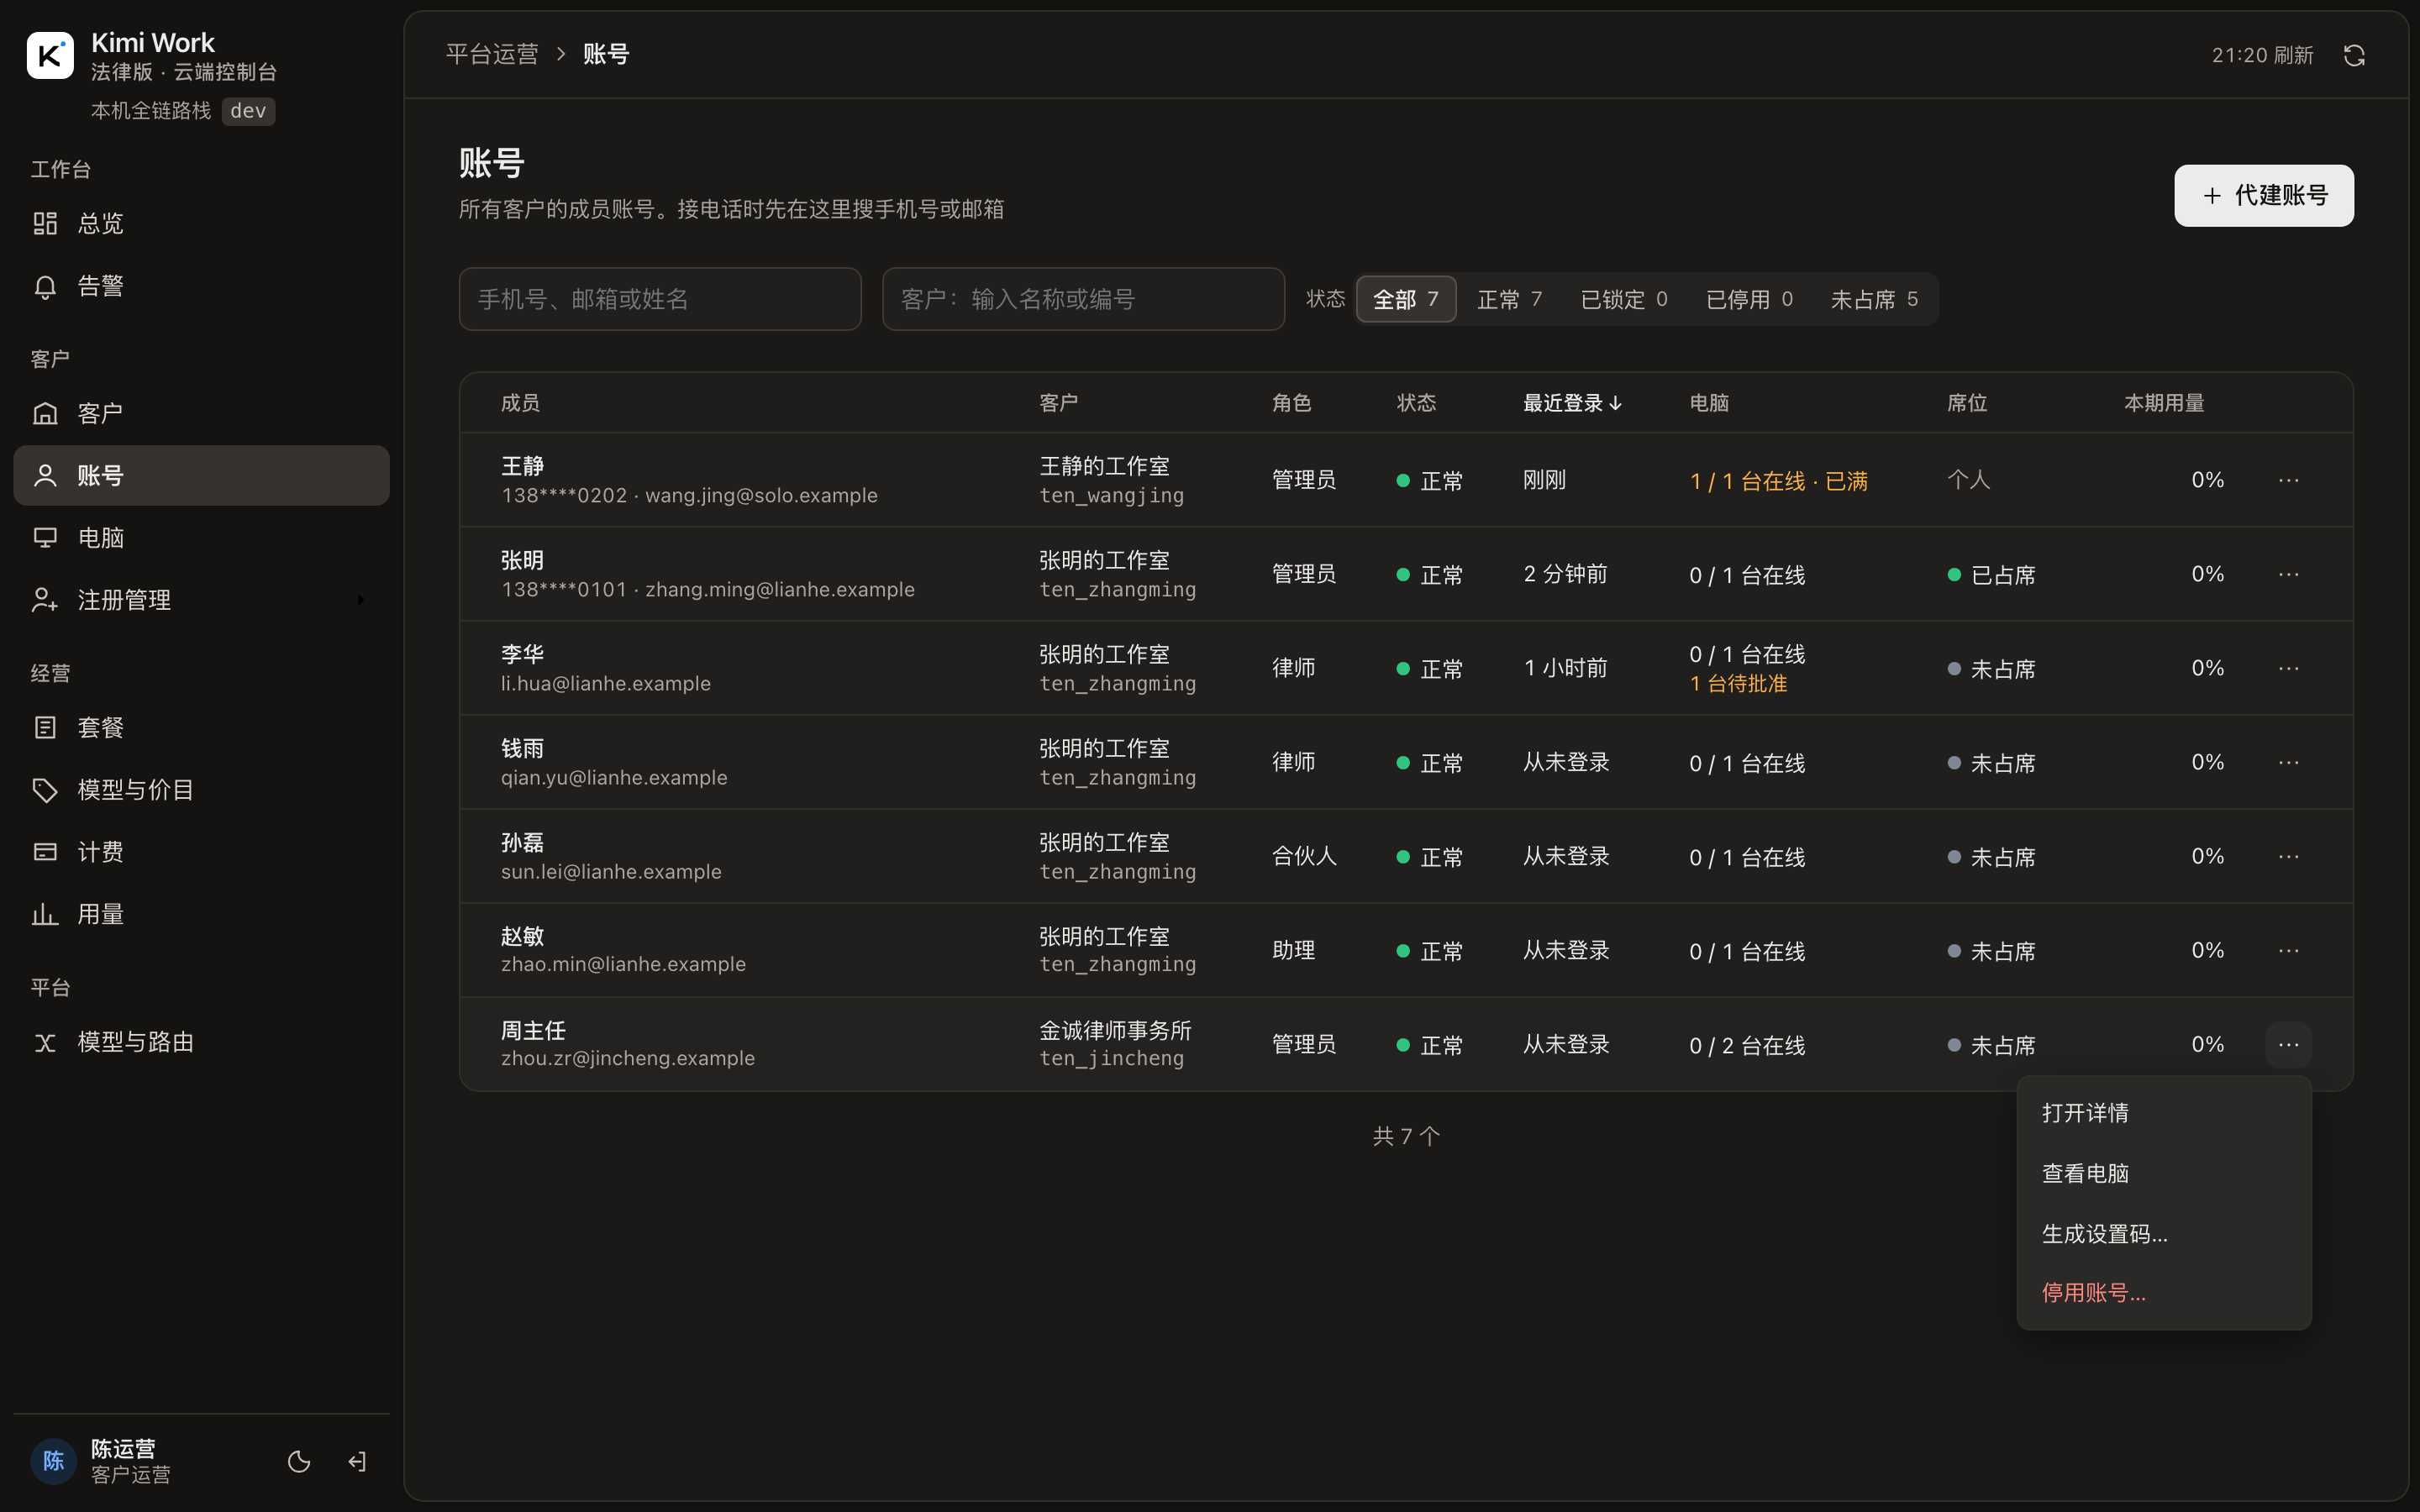 Kimi Work
法律版 · 云端控制台
本机全链路栈 dev
工作台
总览
告警
客户
客户
账号
电脑
注册管理
经营
套餐
模型与价目
计费
用量
平台
模型与路由
陈 陈运营
客户运营
平台运营 > 账号
21:20 刷新
账号
所有客户的成员账号。接电话时先在这里搜手机号或邮箱
+ 代建账号
手机号、邮箱或姓名
客户：输入名称或编号
状态 全部 7 正常 7 已锁定 0 已停用 0 未占席 5
成员 客户 角色 状态 最近登录↓ 电脑 席位 本期用量
王静 王静的工作室 管理员 正常 刚刚 1 / 1 台在线 · 已满 个人 0% ···
138****0202 · wang.jing@solo.example ten_wangjing
张明 张明的工作室 管理员 正常 2 分钟前 0 / 1 台在线 已占席 0% ···
138****0101 · zhang.ming@lianhe.example ten_zhangming
李华 张明的工作室 律师 正常 1 小时前 0 / 1 台在线 未占席 0% ···
li.hua@lianhe.example ten_zhangming 1 台待批准
钱雨 张明的工作室 律师 正常 从未登录 0 / 1 台在线 未占席 0% ···
qian.yu@lianhe.example ten_zhangming
孙磊 张明的工作室 合伙人 正常 从未登录 0 / 1 台在线 未占席 0% ···
sun.lei@lianhe.example ten_zhangming
赵敏 张明的工作室 助理 正常 从未登录 0 / 1 台在线 未占席 0% ···
zhao.min@lianhe.example ten_zhangming
周主任 金诚律师事务所 管理员 正常 从未登录 0 / 2 台在线 未占席 0% ···
zhou.zr@jincheng.example ten_jincheng
共 7 个
打开详情
查看电脑
生成设置码...
停用账号...